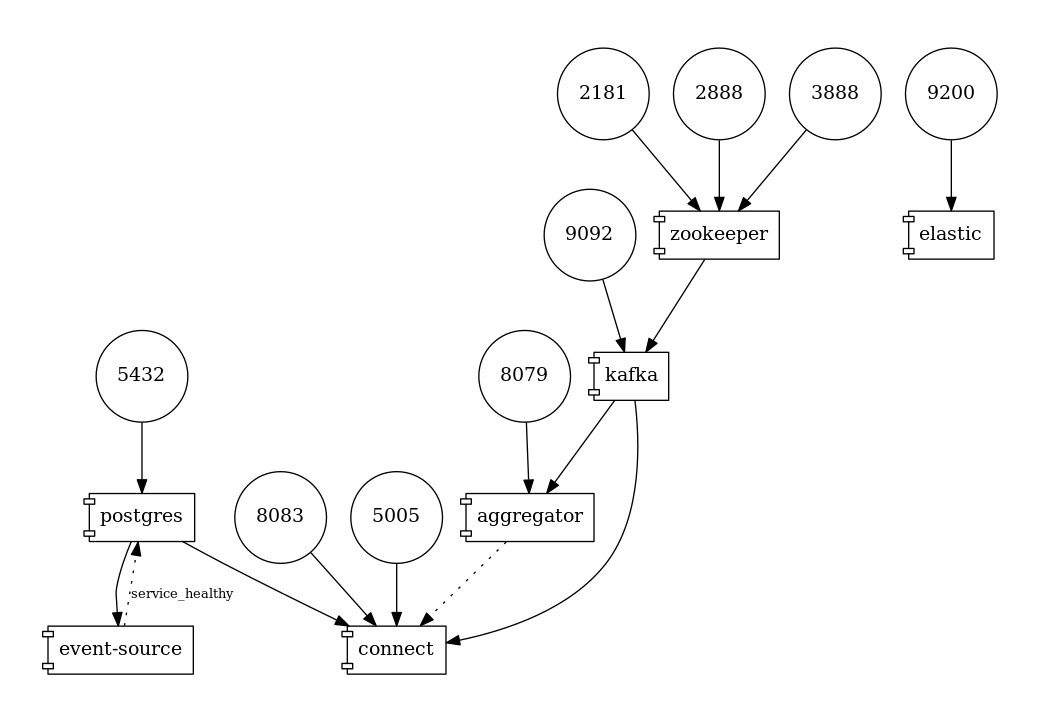 2181
2888
3888
9200
9092
zookeeper
elastic
5432
8079
kafka
postgres
8083
5005
aggregator
service_healthy
event-source
connect